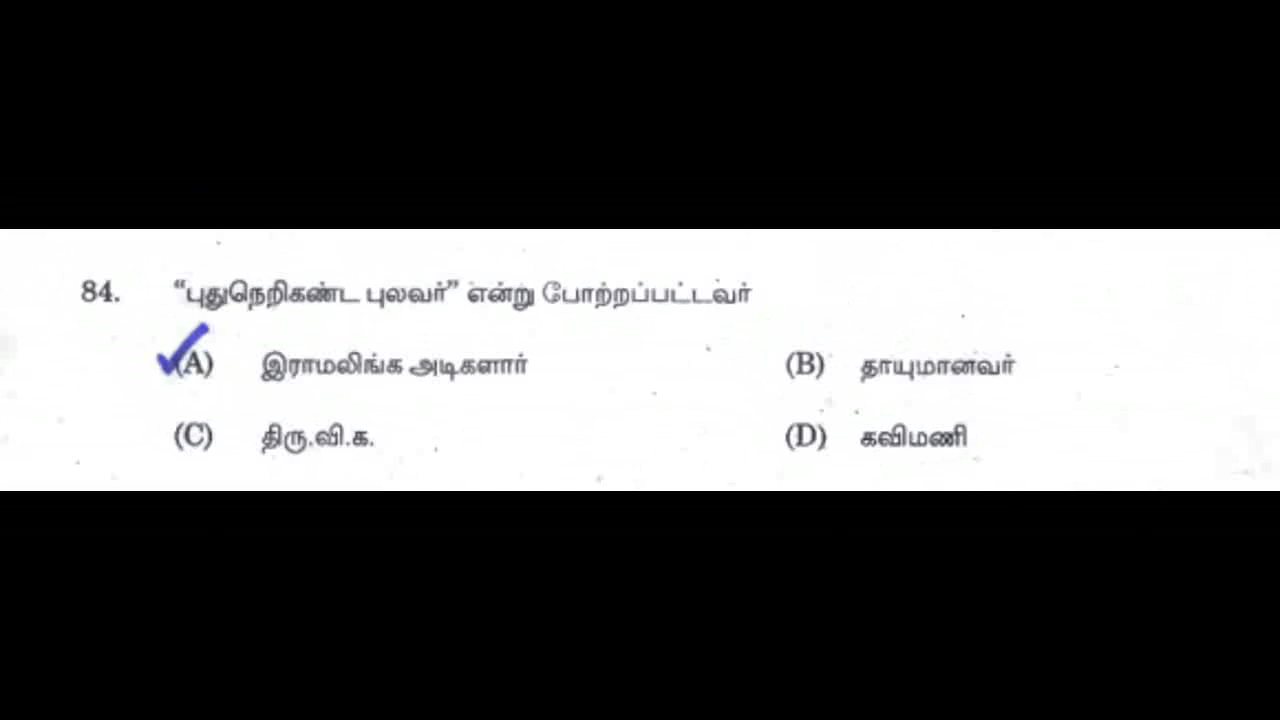 84. “புதுநெறிகண்ட புலவர்” என்று போற்றப்பட்டவர்
(A) இராமலிங்க அடிகளார் (B) தாயுமானவர்
(C) திரு.வி.க. (D) கவிமணி